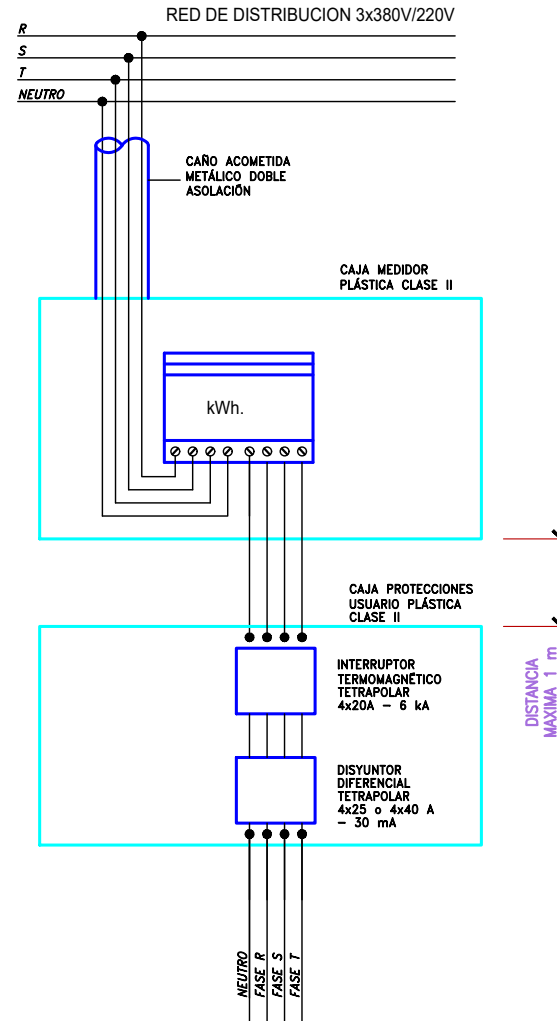 RED DE DISTRIBUCION 3x380V/220V
R
S
T
NEUTRO
CAÑO ACOMETIDA
METÁLICO DOBLE
ASOLACIÓN
CAJA MEDIDOR
PLÁSTICA CLASE II
kWh.
CAJA PROTECCIONES
USUARIO PLÁSTICA
CLASE II
DISTANCIA
MAXIMA 1 m
INTERRUPTOR
TERMOMAGNÉTICO
TETRAPOLAR
4x20A – 6 kA
DISYUNTOR
DIFERENCIAL
TETRAPOLAR
4x25 o 4x40 A
– 30 mA
NEUTRO
FASE R
FASE S
FASE T